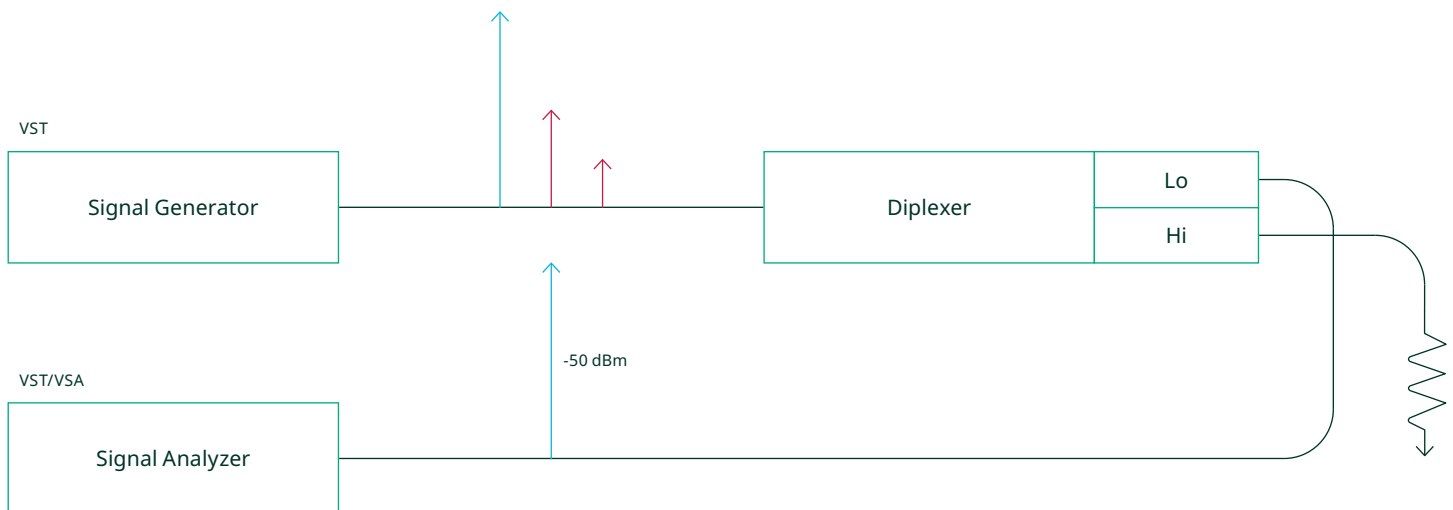 VST
Signal Generator
Diplexer
Lo
Hi
-50 dBm
VST/VSA
Signal Analyzer